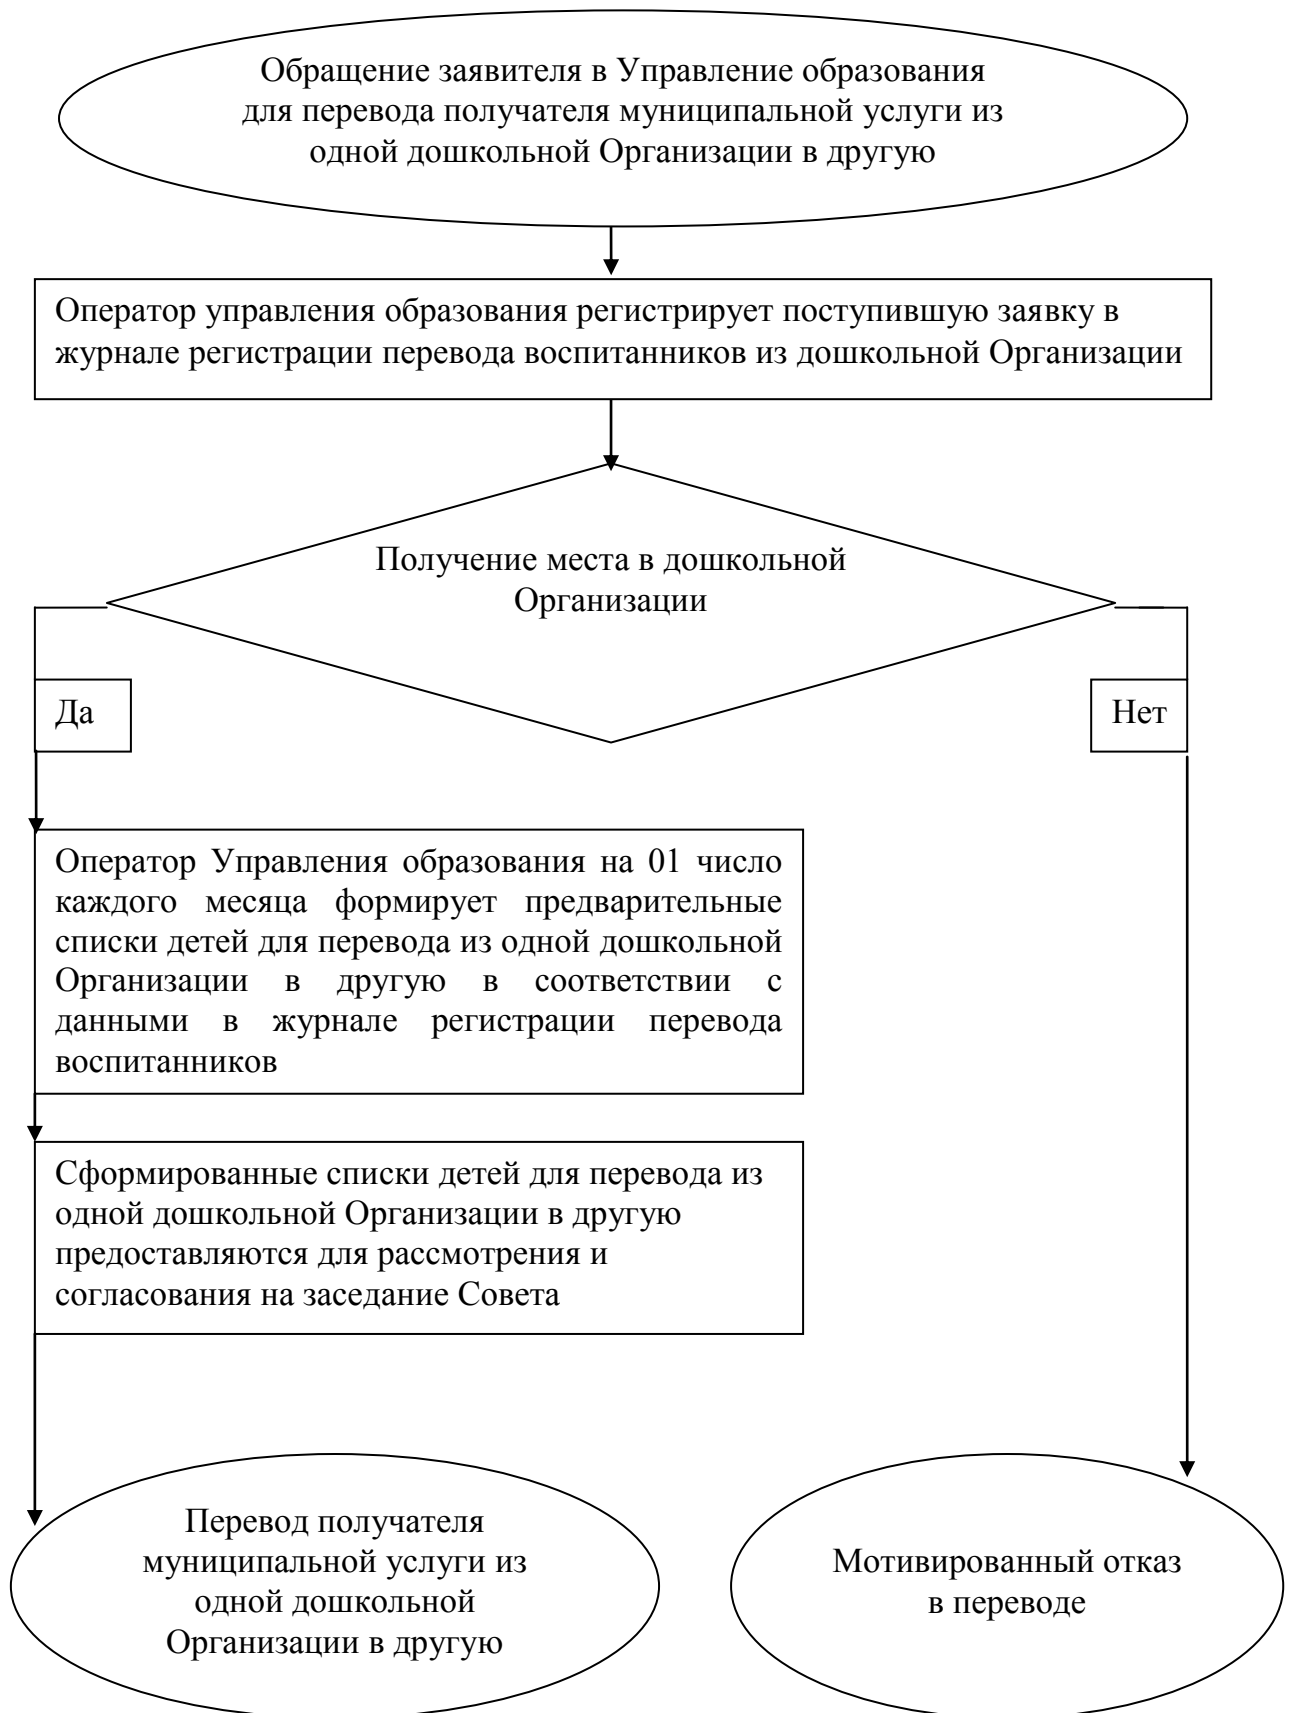 Обращение заявителя в Управление образования
для перевода получателя муниципальной услуги из
одной дошкольной Организации в другую
Оператор управления образования регистрирует поступившую заявку в
журнале регистрации перевода воспитанников из дошкольной Организации
Получение места в дошкольной
Организации
Да
Нет
Оператор Управления образования на 01 число
каждого месяца формирует предварительные
списки детей для перевода из одной дошкольной
Организации в другую в соответствии с
данными в журнале регистрации перевода
воспитанников
Сформированные списки детей для перевода из
одной дошкольной Организации в другую
предоставляются для рассмотрения и
согласования на заседание Совета
Перевод получателя
муниципальной услуги из
одной дошкольной
Организации в другую
Мотивированный отказ
в переводе